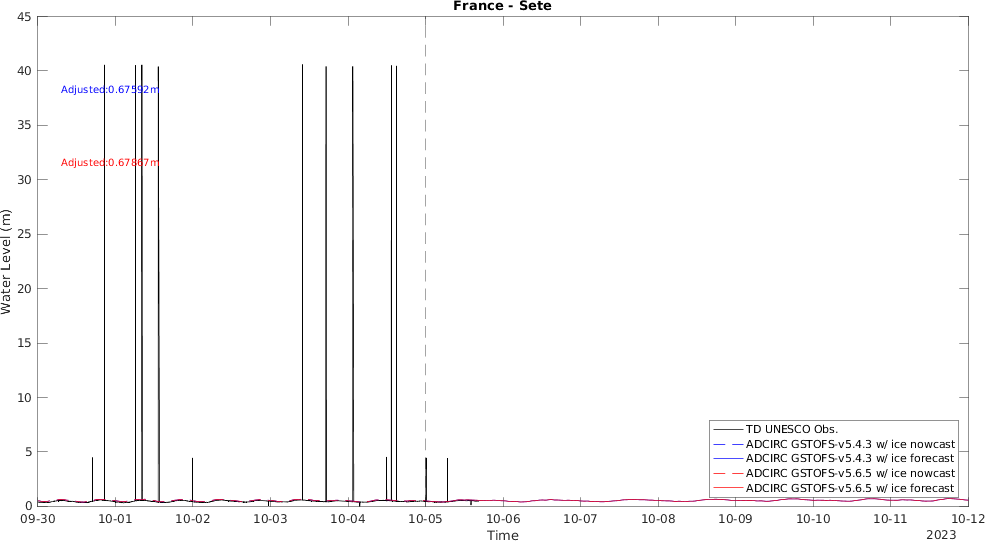 France - Sete
Water Level (m)
45
40
35
30
25
20
15
10
5
0
Adjusted:0.67592m
Adjusted:0.67867m
TD UNESCO Obs.
ADCIRC GSTOFS-v5.4.3 w/ ice nowcast
ADCIRC GSTOFS-v5.4.3 w/ ice forecast
ADCIRC GSTOFS-v5.6.5 w/ ice nowcast
ADCIRC GSTOFS-v5.6.5 w/ ice forecast
09-30 10-01 10-02 10-03 10-04 10-05 10-06 10-07 10-08 10-09 10-10 10-11 10-12
Time
2023